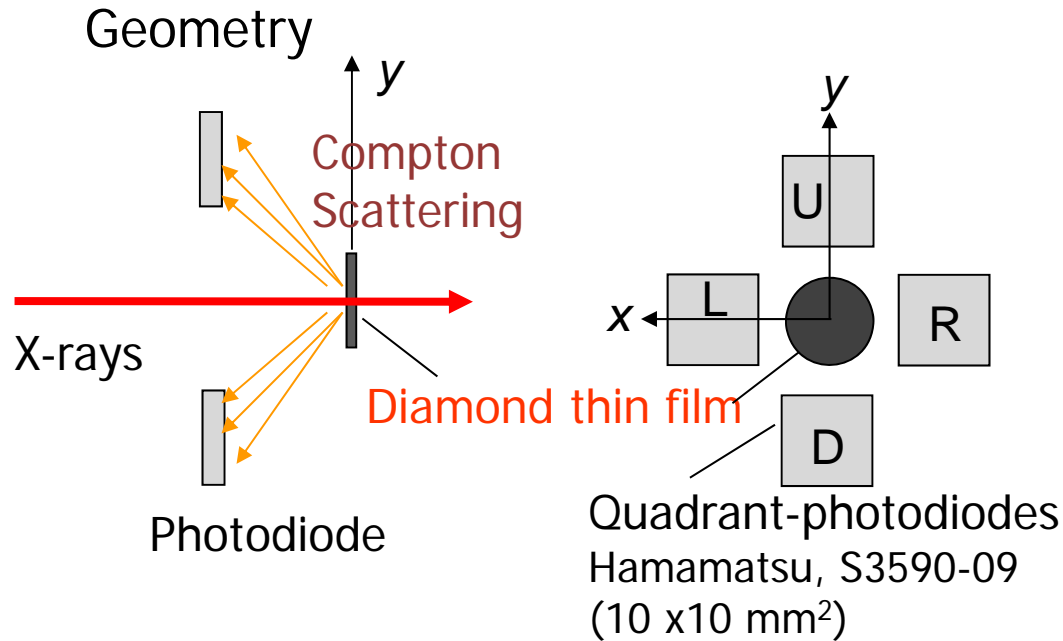 Geometry
y
Compton
Scattering
X-rays
Diamond thin film
Photodiode
y
U
x
L
R
D
Quadrant-photodiodes
Hamamatsu, S3590-09
(10 x10 mm²)